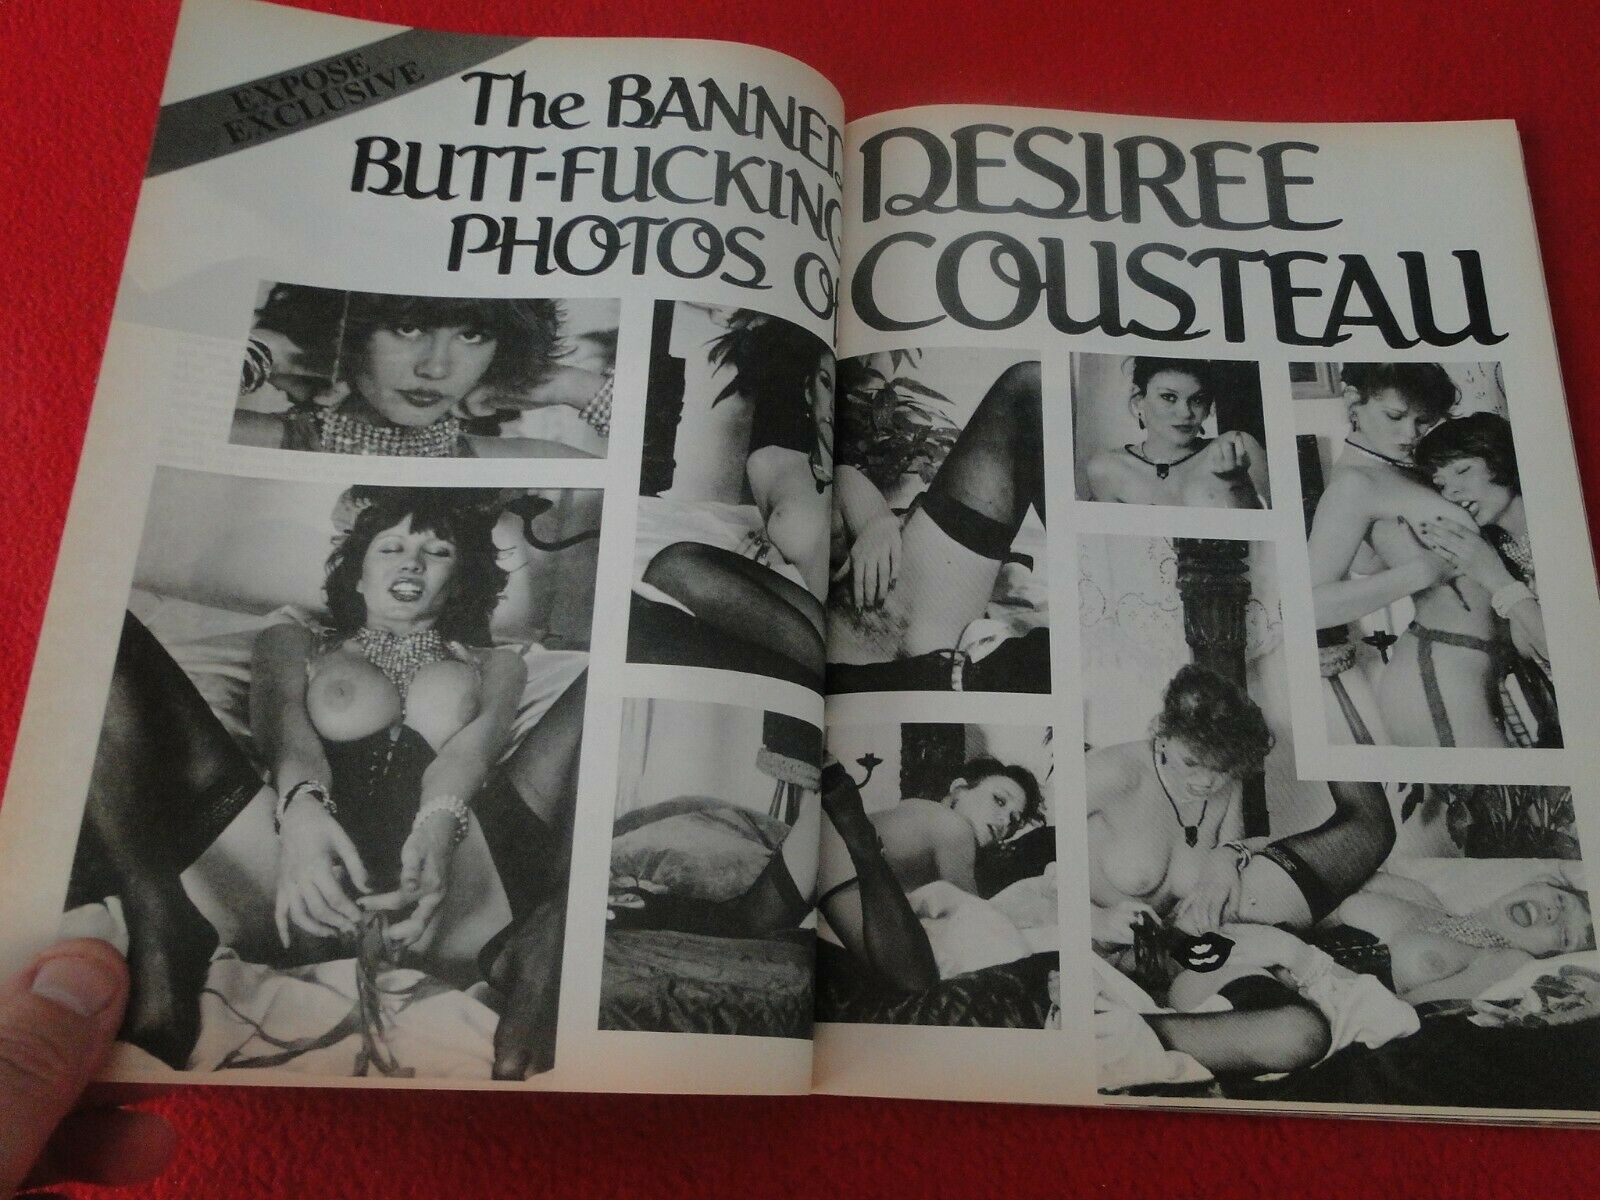 EXPOSE
EXCLUSIVE
The BANNED
BUTT-FUCKING
PHOTOS OF
DESIREE
COUSTEAU